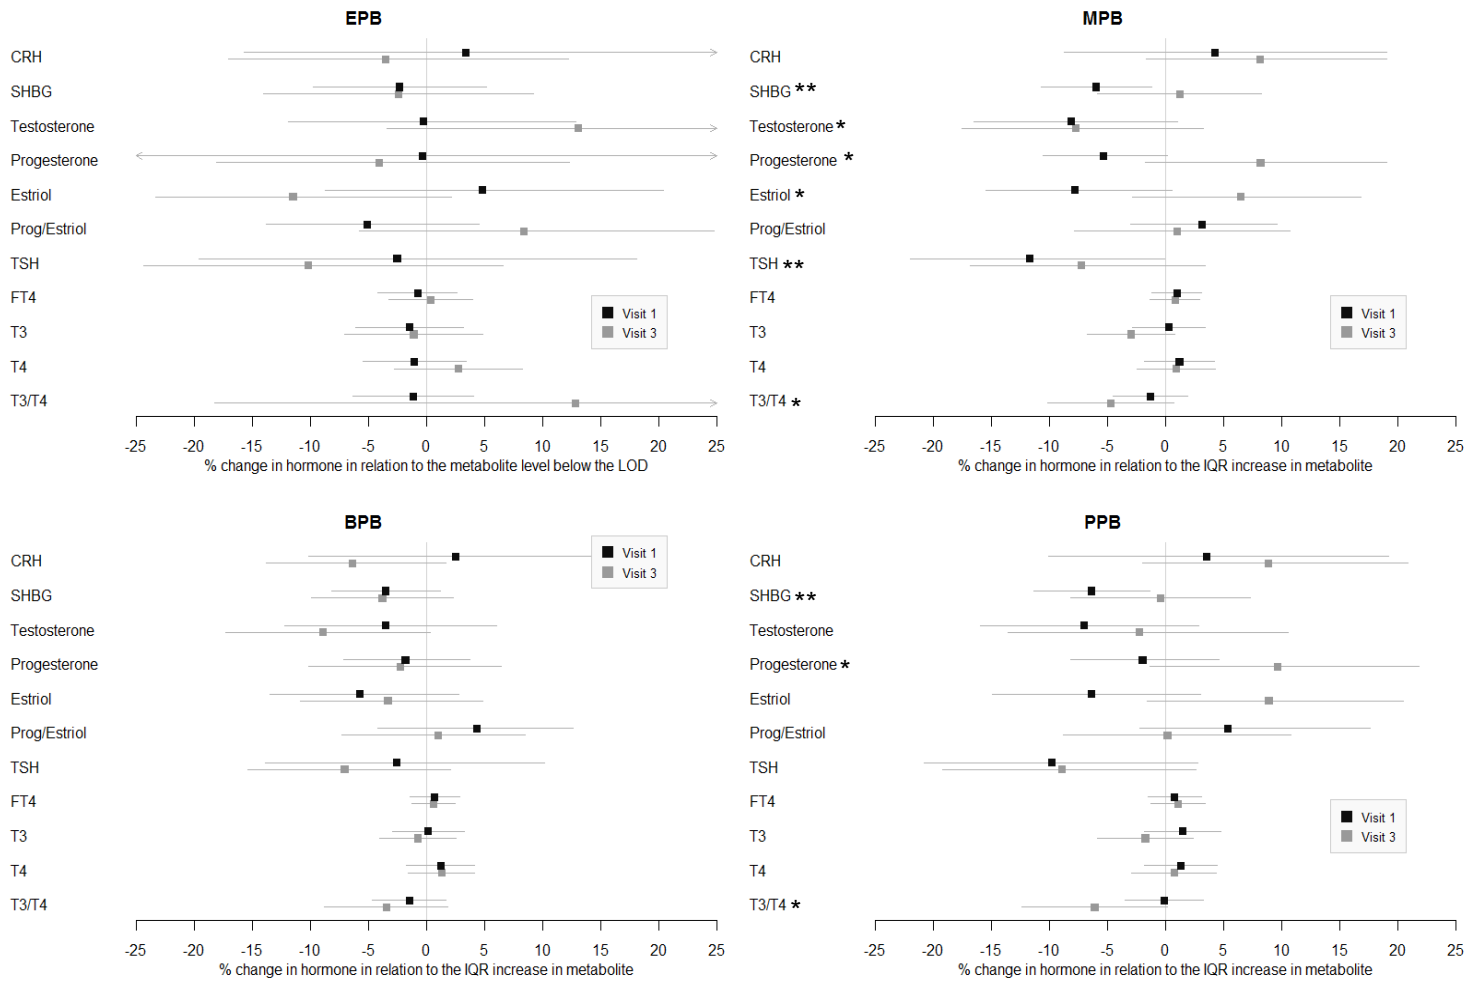 EPB
CRH
SHBG
Testosterone
Progesterone
Estriol
Prog/Estriol
TSH
FT4
T3
T4
T3/T4
Visit 1
Visit 3
-25 -20 -15 -10 -5 0 5 10 15 20 25
% change in hormone in relation to the metabolite level below the LOD
MPB
CRH
SHBG **
Testosterone *
Progesterone *
Estriol *
Prog/Estriol
TSH **
FT4
T3
T4
T3/T4 *
Visit 1
Visit 3
-25 -20 -15 -10 -5 0 5 10 15 20 25
% change in hormone in relation to the IQR increase in metabolite
BPB
Visit 1
Visit 3
CRH
SHBG
Testosterone
Progesterone
Estriol
Prog/Estriol
TSH
FT4
T3
T4
T3/T4
-25 -20 -15 -10 -5 0 5 10 15 20 25
% change in hormone in relation to the IQR increase in metabolite
PPB
CRH
SHBG **
Testosterone
Progesterone *
Estriol
Prog/Estriol
TSH
FT4
T3
T4
T3/T4 *
Visit 1
Visit 3
-25 -20 -15 -10 -5 0 5 10 15 20 25
% change in hormone in relation to the IQR increase in metabolite